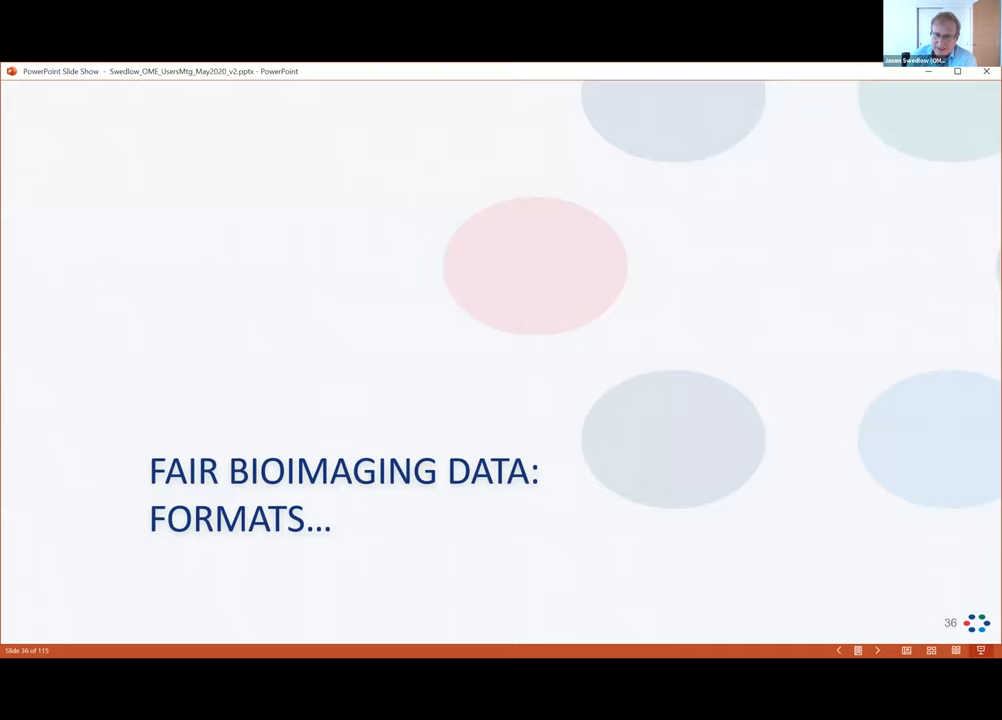 Jason Swedlow (OM...
PowerPoint Slide Show - Swedlow_OME_UsersMtg_May2020_v2.pptx - PowerPoint
FAIR BIOIMAGING DATA:
FORMATS...
36
Slide 36 of 115